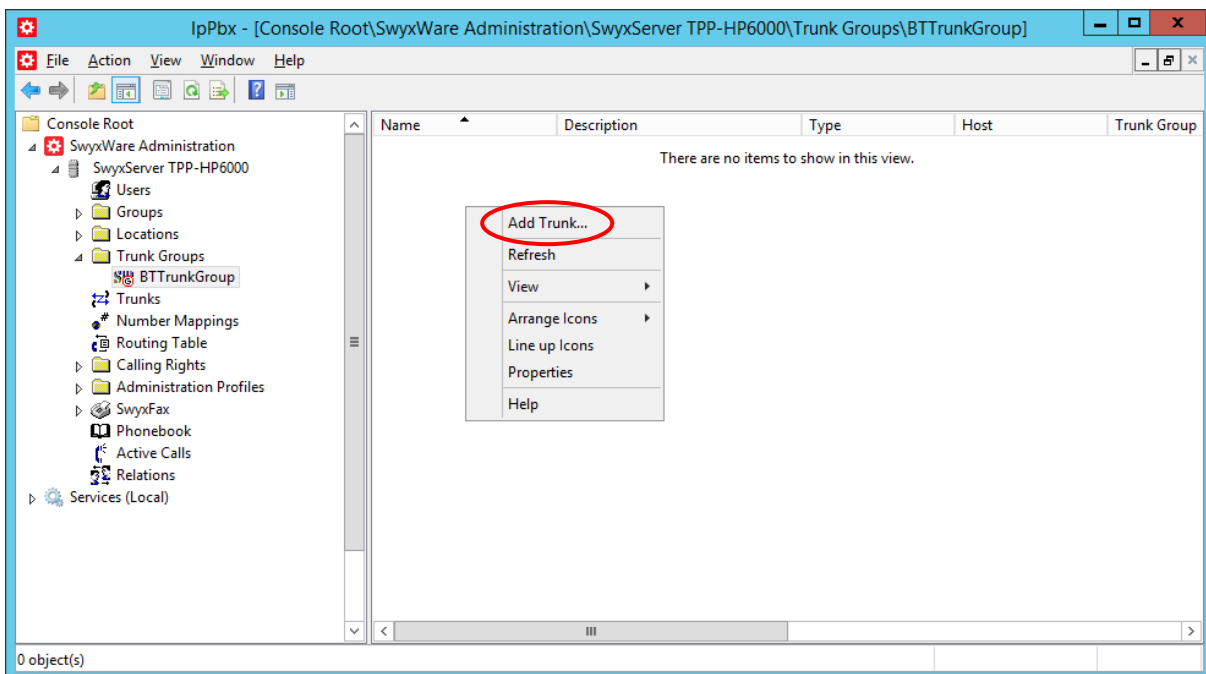 IpPbx - [Console Root\SwyxWare Administration\SwyxServer TPP-HP6000\Trunk Groups\BTTrunkGroup]
File Action View Window Help
Console Root
SwyxWare Administration
SwyxServer TPP-HP6000
Users
Groups
Locations
Trunk Groups
BTTrunkGroup
Trunks
Number Mappings
Routing Table
Calling Rights
Administration Profiles
SwyxFax
Phonebook
Active Calls
Relations
Services (Local)
Name Description Type Host Trunk Group
There are no items to show in this view.
Add Trunk...
Refresh
View
Arrange Icons
Line up Icons
Properties
Help
0 object(s)